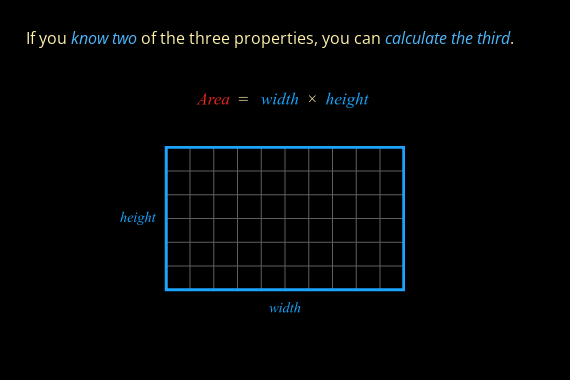 If you know two of the three properties, you can calculate the third.
Area = width × height
height
width